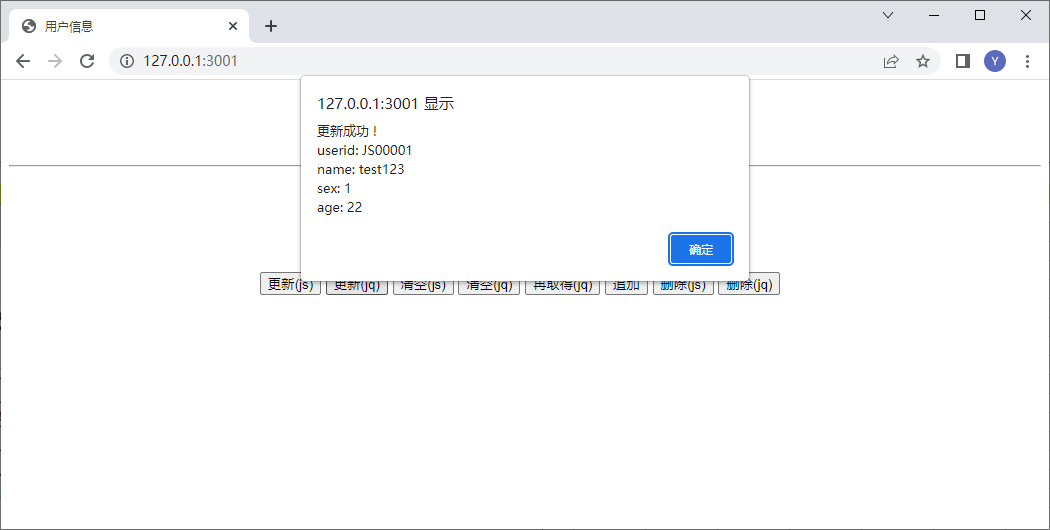 用户信息
127.0.0.1:3001
Y
127.0.0.1:3001 显示
更新成功！
userid: JS00001
name: test123
sex: 1
age: 22
确定
更新(js) 更新(jq) 清空(js) 清空(jq) 再取得(jq) 追加 删除(js) 删除(jq)